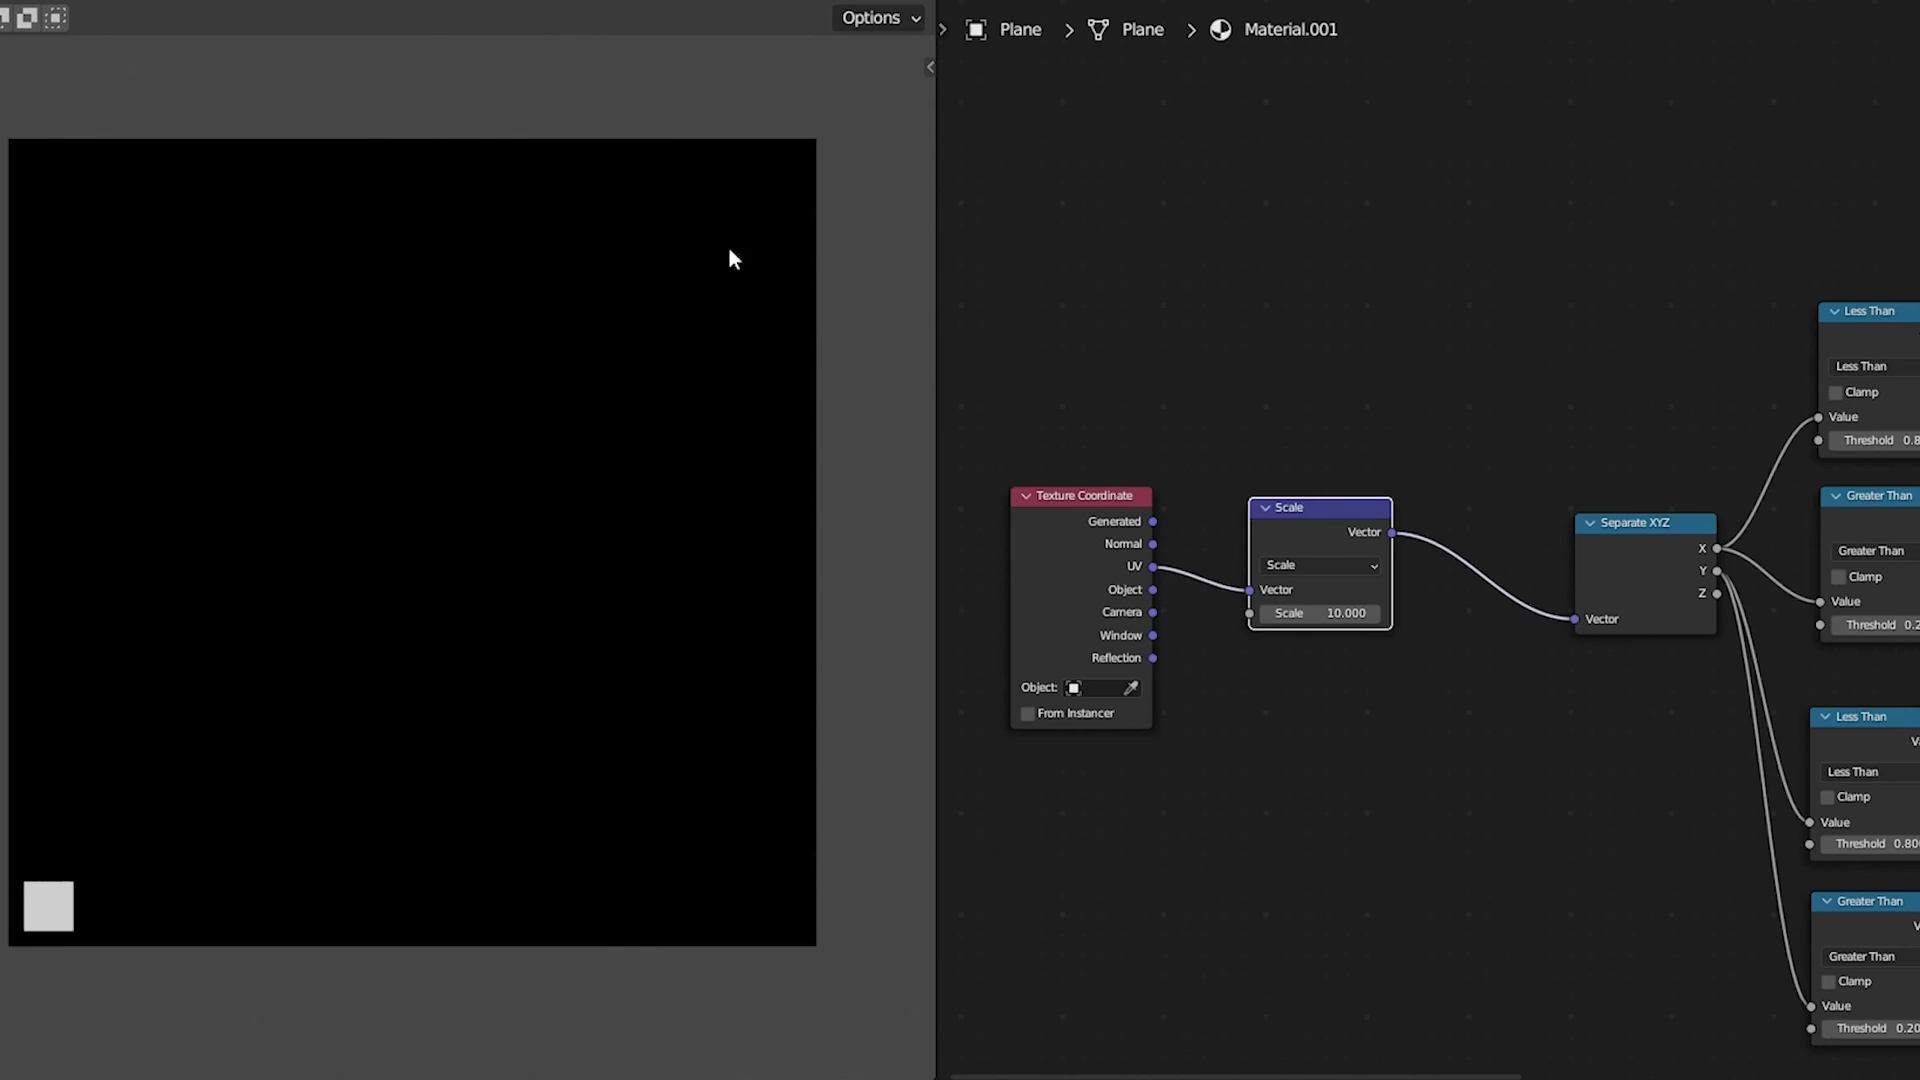 Options
Plane
Plane
Material.001
Less Than
Less Than
Clamp
Value
Threshold 0.8
Greater Than
Greater Than
Clamp
Value
Threshold 0.2
Texture Coordinate
Generated
Normal
UV
Object
Camera
Window
Reflection
Object:
From Instancer
Scale
Vector
Scale
Vector
Scale 10.000
Separate XYZ
X
Y
Z
Vector
Less Than
Less Than
Clamp
Value
Threshold 0.80
Greater Than
Greater Than
Clamp
Value
Threshold 0.20